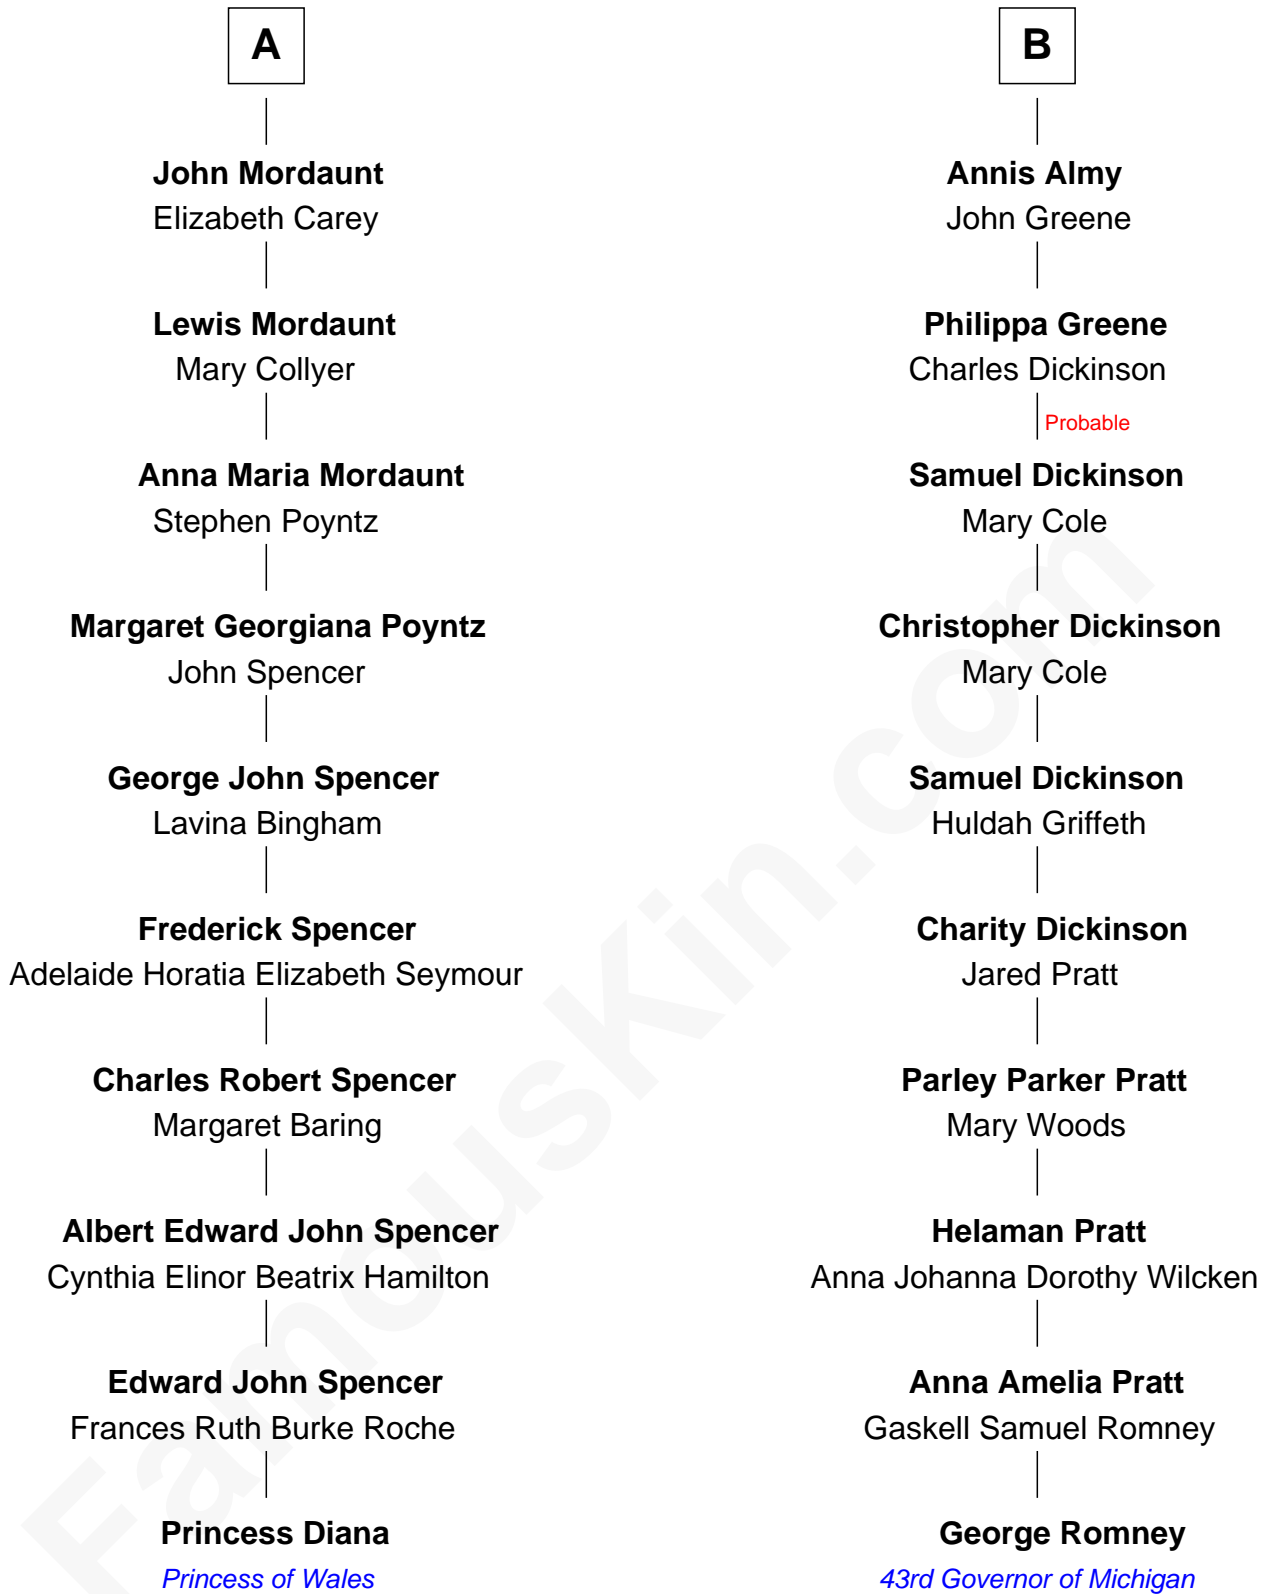 A
John Mordaunt
Elizabeth Carey
Lewis Mordaunt
Mary Collyer
Anna Maria Mordaunt
Stephen Poyntz
Margaret Georgiana Poyntz
John Spencer
George John Spencer
Lavina Bingham
Frederick Spencer
Adelaide Horatia Elizabeth Seymour
Charles Robert Spencer
Margaret Baring
Albert Edward John Spencer
Cynthia Elinor Beatrix Hamilton
Edward John Spencer
Frances Ruth Burke Roche
Princess Diana
Princess of Wales
B
Annis Almy
John Greene
Philippa Greene
Charles Dickinson
Probable
Samuel Dickinson
Mary Cole
Christopher Dickinson
Mary Cole
Samuel Dickinson
Huldah Griffeth
Charity Dickinson
Jared Pratt
Parley Parker Pratt
Mary Woods
Helaman Pratt
Anna Johanna Dorothy Wilcken
Anna Amelia Pratt
Gaskell Samuel Romney
George Romney
43rd Governor of Michigan
FamousKin.com